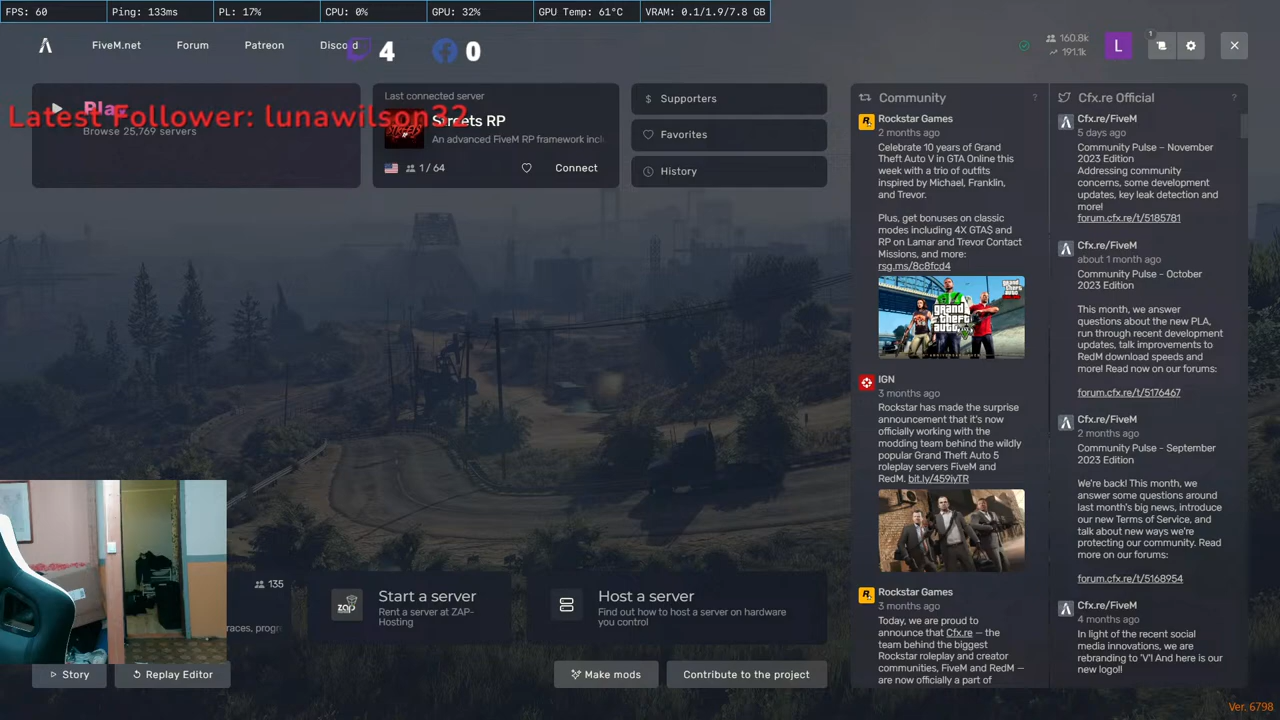 FPS: 60
Ping: 133ms
PL: 17%
CPU: 0%
GPU: 32%
GPU Temp: 61°C
VRAM: 0.1/1.9/7.8 GB
FiveM.net
Forum
Patreon
Discord
4
0
160.8k
191.1k
L
1
Play
Browse 25,769 servers
Latest Follower: lunawilson32
Last connected server
Streets RP
An advanced FiveM RP framework incl
1 / 64
Connect
Supporters
Favorites
History
Community
?
Rockstar Games
2 months ago
Celebrate 10 years of Grand
Theft Auto V in GTA Online this
week with a trio of outfits
inspired by Michael, Franklin,
and Trevor.
Plus, get bonuses on classic
modes including 4X GTA$ and
RP on Lamar and Trevor Contact
Missions, and more:
rsg.ms/8c8fcd4
grand
theft
auto
IGN
3 months ago
Rockstar has made the surprise
announcement that it's now
officially working with the
modding team behind the wildly
popular Grand Theft Auto 5
roleplay servers FiveM and
RedM. bit.ly/459iyTR
Rockstar Games
3 months ago
Today, we are proud to
announce that Cfx.re — the
team behind the biggest
Rockstar roleplay and creator
communities, FiveM and RedM —
are now officially a part of
Cfx.re Official
?
Cfx.re/FiveM
5 days ago
Community Pulse - November
2023 Edition
Addressing community
concerns, some development
updates, key leak detection and
more!
forum.cfx.re/t/5185781
Cfx.re/FiveM
about 1 month ago
Community Pulse - October
2023 Edition
This month, we answer
questions about the new PLA,
run through recent development
updates, talk improvements to
RedM download speeds and
more! Read now on our forums:
forum.cfx.re/t/5176467
Cfx.re/FiveM
2 months ago
Community Pulse - September
2023 Edition
We're back! This month, we
answer some questions around
last month's big news, introduce
our new Terms of Service, and
talk about new ways we're
protecting our community. Read
more on our forums:
forum.cfx.re/t/5168954
Cfx.re/FiveM
4 months ago
In light of the recent social
media innovations, we are
rebranding to 'V'! And here is our
new logo!
135
races, progr
zap
Start a server
Rent a server at ZAP-
Hosting
Host a server
Find out how to host a server on hardware
you control
Story
Replay Editor
Make mods
Contribute to the project
Ver. 6798